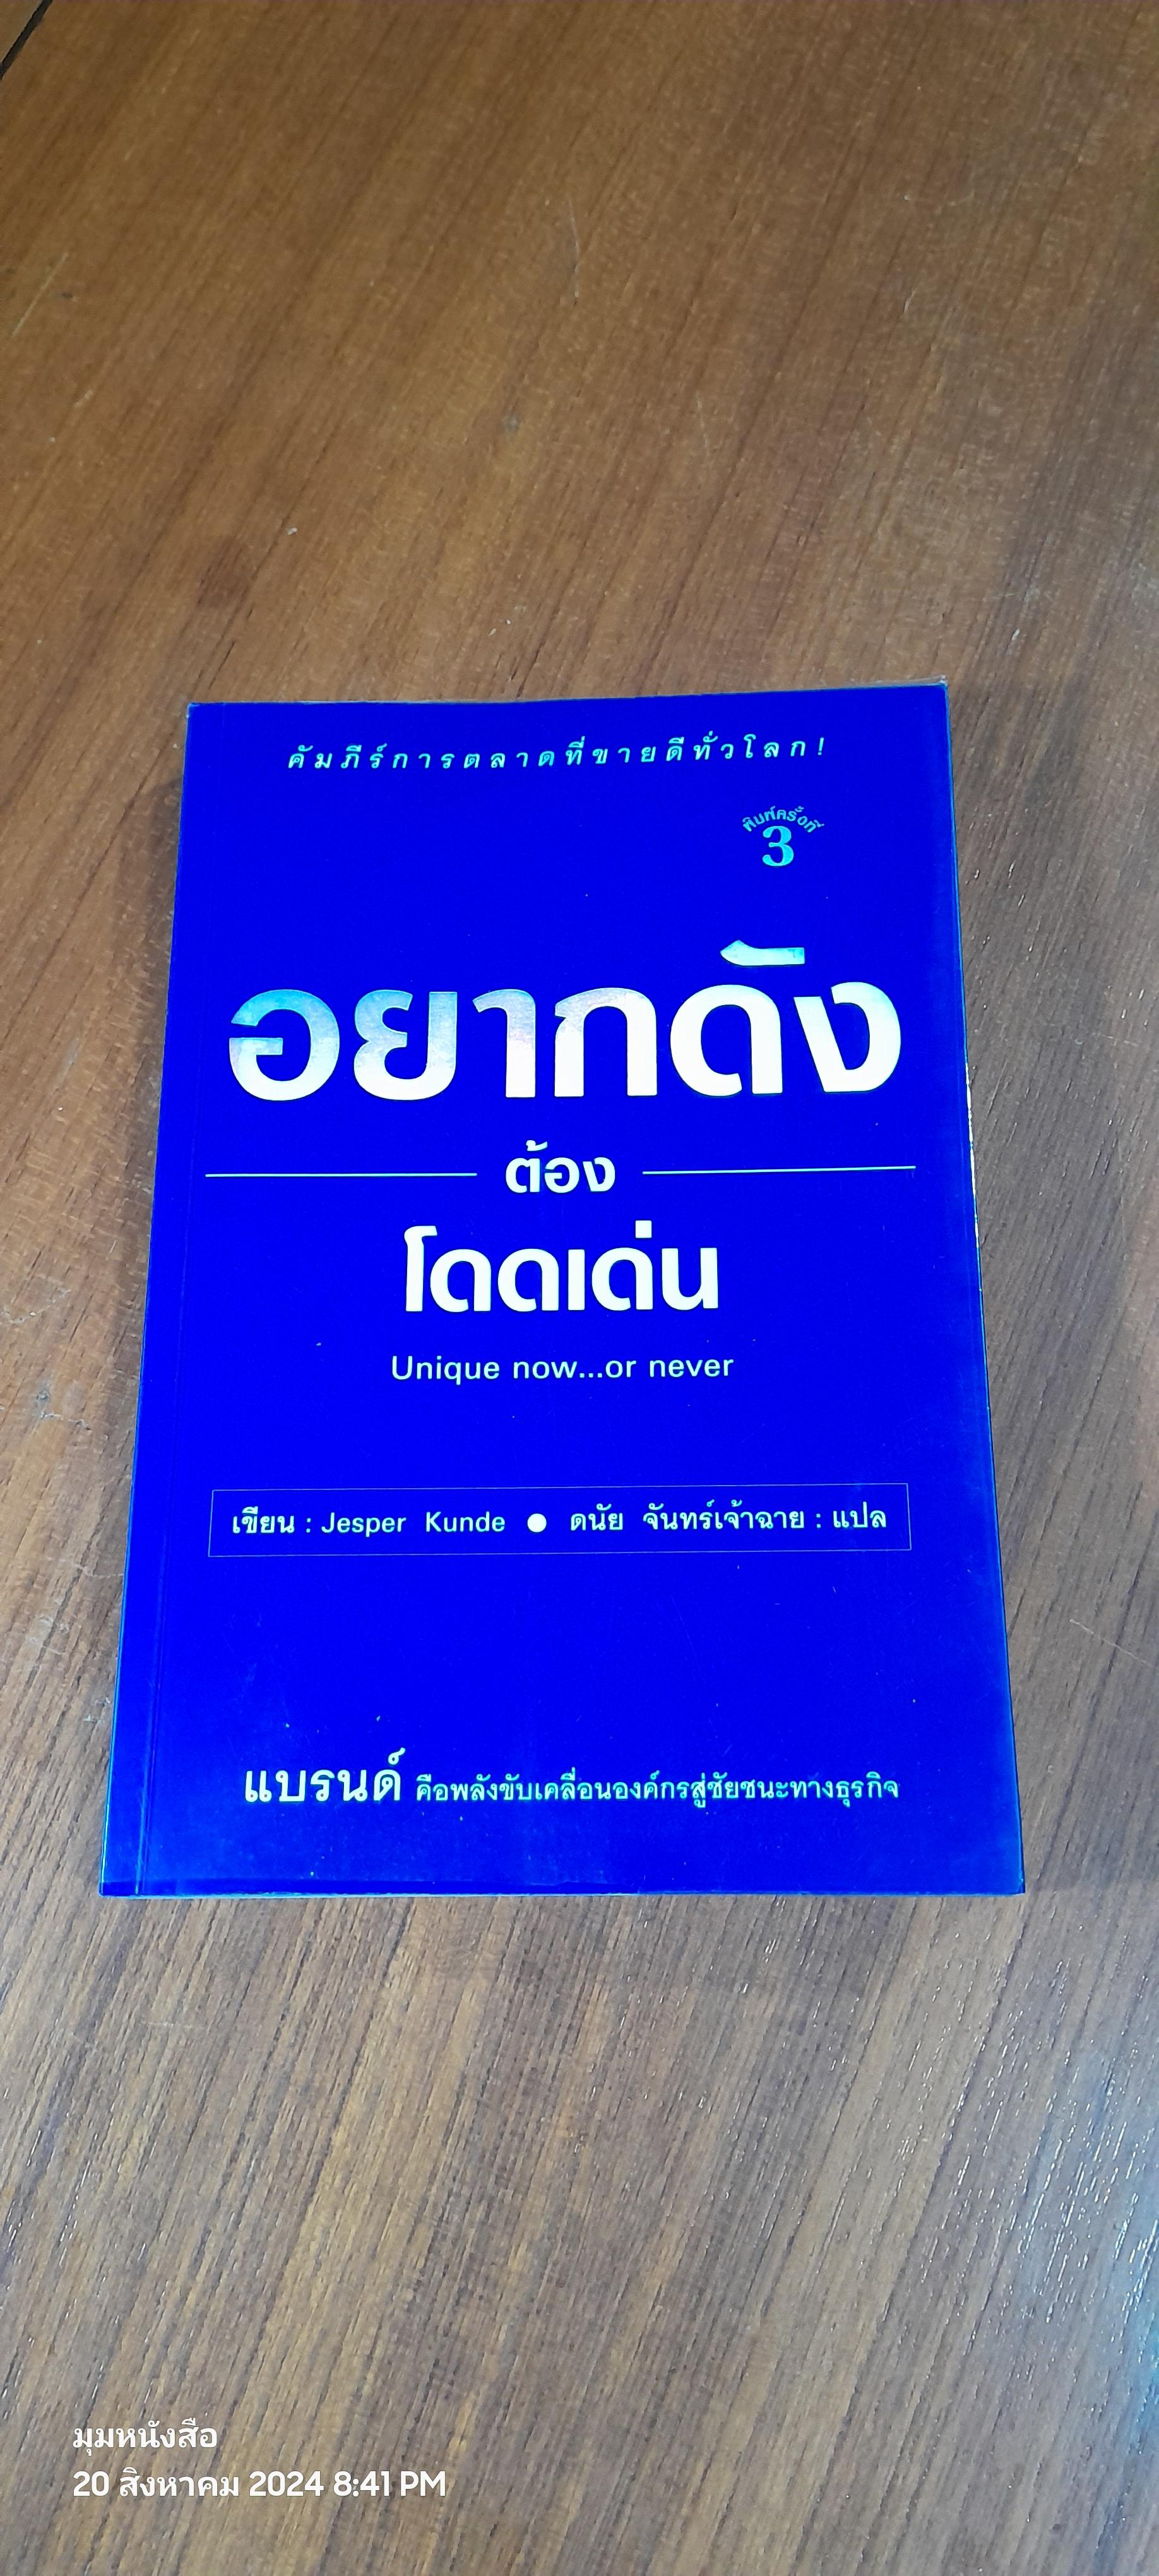 คัมภีร์การตลาดที่ขายดีทั่วโลก!
พิมพ์ครั้งที่
3
อยากดัง
ต้อง
โดดเด่น
Unique now...or never
เขียน : Jesper Kunde ● ดนัย จันทร์เจ้าฉาย : แปล
แบรนด์ คือพลังขับเคลื่อนองค์กรสู่ชัยชนะทางธุรกิจ
มุมหนังสือ
20 สิงหาคม 2024 8:41 PM